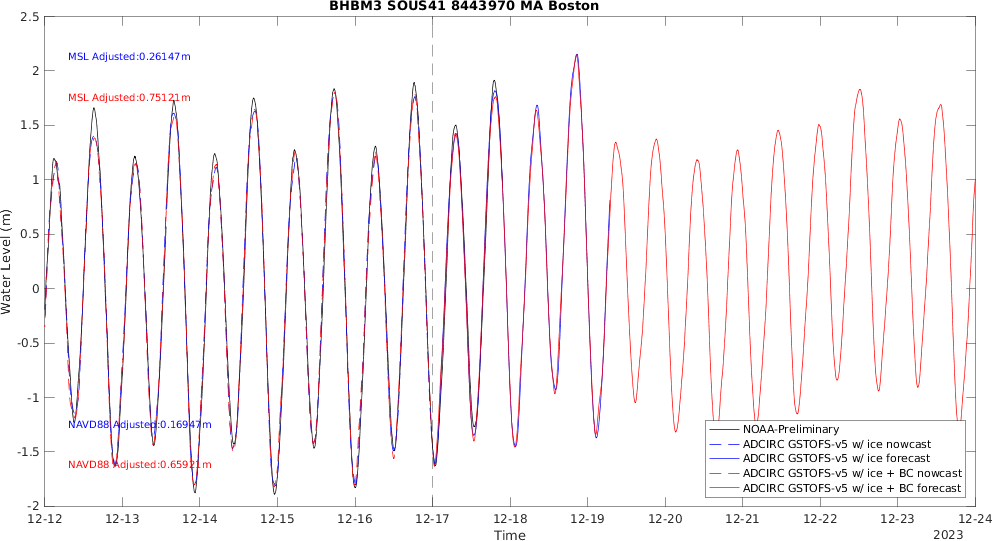 BHBM3 SOUS41 8443970 MA Boston
2.5
2
1.5
1
0.5
0
-0.5
-1
-1.5
-2
Water Level (m)
MSL Adjusted:0.26147m
MSL Adjusted:0.75121m
NAVD88 Adjusted:0.16947m
NAVD88 Adjusted:0.65921m
NOAA-Preliminary
ADCIRC GSTOFS-v5 w/ ice nowcast
ADCIRC GSTOFS-v5 w/ ice forecast
ADCIRC GSTOFS-v5 w/ ice + BC nowcast
ADCIRC GSTOFS-v5 w/ ice + BC forecast
12-12 12-13 12-14 12-15 12-16 12-17 12-18 12-19 12-20 12-21 12-22 12-23 12-24
Time
2023